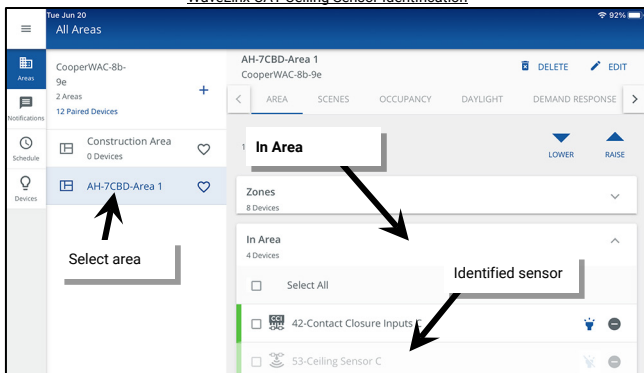 WaveLinx CAT Ceiling Sensor Identification
Tue Jun 20
92%
All Areas
Areas
Notifications
Schedule
Devices
CooperWAC-8b-
9e
2 Areas
12 Paired Devices
+
Construction Area
0 Devices
AH-7CBD-Area 1
Select area
AH-7CBD-Area 1
CooperWAC-8b-9e
DELETE
EDIT
AREA SCENES OCCUPANCY DAYLIGHT DEMAND RESPONSE
1
In Area
LOWER
RAISE
Zones
8 Devices
In Area
4 Devices
Identified sensor
Select All
CCI
42-Contact Closure Inputs C
53-Ceiling Sensor C